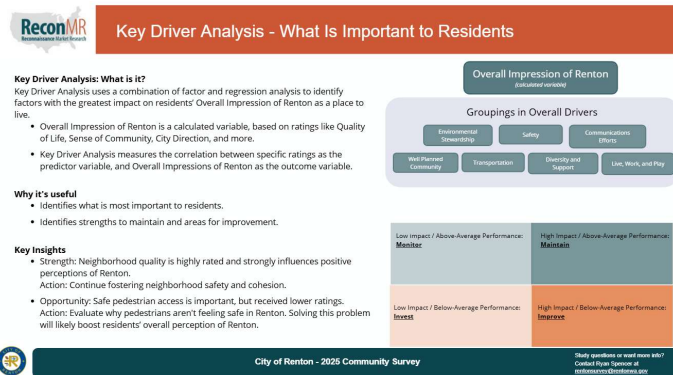 ReconMR
Reconnaissance Market Research
Key Driver Analysis - What Is Important to Residents
Key Driver Analysis: What is it?
Key Driver Analysis uses a combination of factor and regression analysis to identify
factors with the greatest impact on residents' Overall Impression of Renton as a place to
live.
• Overall Impression of Renton is a calculated variable, based on ratings like Quality
of Life, Sense of Community, City Direction, and more.
• Key Driver Analysis measures the correlation between specific ratings as the
predictor variable, and Overall Impressions of Renton as the outcome variable.
Why it's useful
• Identifies what is most important to residents.
• Identifies strengths to maintain and areas for improvement.
Key Insights
• Strength: Neighborhood quality is highly rated and strongly influences positive
perceptions of Renton.
Action: Continue fostering neighborhood safety and cohesion.
• Opportunity: Safe pedestrian access is important, but received lower ratings.
Action: Evaluate why pedestrians aren't feeling safe in Renton. Solving this problem
will likely boost residents' overall perception of Renton.
Overall Impression of Renton
(calculated variable)
Groupings in Overall Drivers
Environmental
Stewardship
Safety
Communications
Efforts
Well Planned
Community
Transportation
Diversity and
Support
Live, Work, and Play
Low impact / Above-Average Performance:
Monitor
High Impact / Above-Average Performance:
Maintain
Low Impact / Below-Average Performance:
Invest
High Impact / Below-Average Performance:
Improve
City of Renton - 2025 Community Survey
Study questions or want more info?
Contact Ryan Spencer at
rentonsurvey@rentonwa.gov